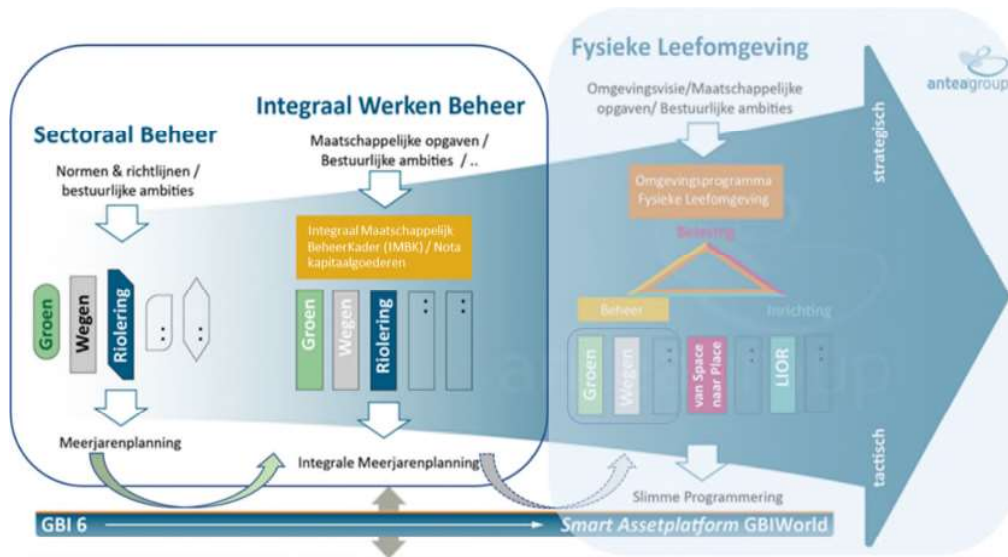 Fysieke Leefomgeving
anteagroup
Omgevingsvisie/Maatschappelijke
opgaven/ Bestuurlijke ambities
Integraal Werken Beheer
Maatschappelijke opgaven /
Bestuurlijke ambities / ..
Sectoraal Beheer
Normen & richtlijnen /
bestuurlijke ambities
strategisch
Omgevingsprogramma
Fysieke Leefomgeving
Integraal Maatschappelijk
BeheerKader (IMBK) / Nota
kapitaalgoederen
Beleving
Beheer
Inrichting
Groen
Wegen
Riolering
..
..
Groen
Wegen
Riolering
..
..
Groen
Wegen
..
van Space
naar Place
..
LIOR
..
Meerjarenplanning
Integrale Meerjarenplanning
tactisch
Slimme Programmering
GBI 6
Smart Assetplatform GBIWorld